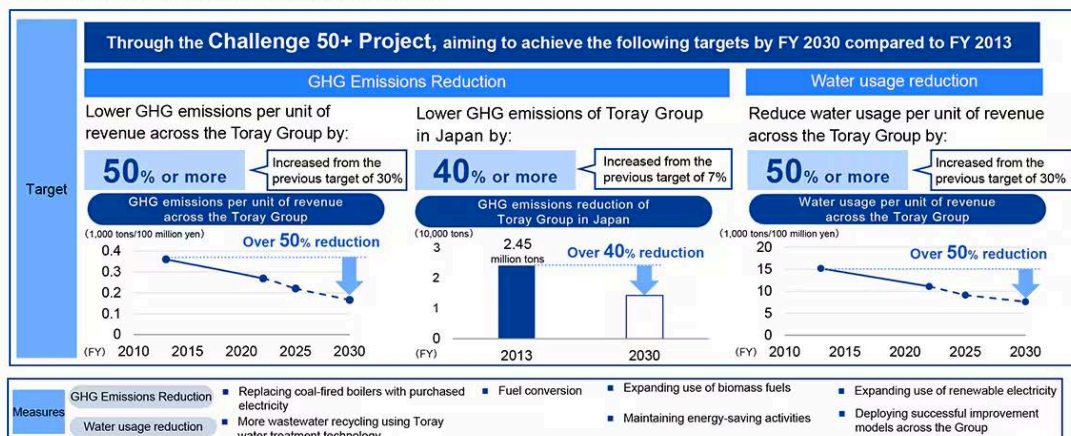 Through the Challenge 50+ Project, aiming to achieve the following targets by FY 2030 compared to FY 2013
Target
GHG Emissions Reduction
Lower GHG emissions per unit of
revenue across the Toray Group by:
50% or more
Increased from the
previous target of 30%
GHG emissions per unit of revenue
across the Toray Group
(1,000 tons/100 million yen)
Over 50% reduction
0.4
0.3
0.2
0.1
0
(FY) 2010 2015 2020 2025 2030
Lower GHG emissions of Toray Group
in Japan by:
40% or more
Increased from the
previous target of 7%
GHG emissions reduction of
Toray Group in Japan
(10,000 tons)
2.45
million tons
Over 40% reduction
3
2
1
0
(FY) 2013 2030
Water usage reduction
Reduce water usage per unit of revenue
across the Toray Group by:
50% or more
Increased from the
previous target of 30%
Water usage per unit of revenue
across the Toray Group
(1,000 tons/100 million yen)
Over 50% reduction
20
15
10
5
0
(FY) 2010 2015 2020 2025 2030
Measures
GHG Emissions Reduction
■ Replacing coal-fired boilers with purchased
electricity
■ Fuel conversion
■ Expanding use of biomass fuels
■ Expanding use of renewable electricity
Water usage reduction
■ More wastewater recycling using Toray
water treatment technology
■ Maintaining energy-saving activities
■ Deploying successful improvement
models across the Group